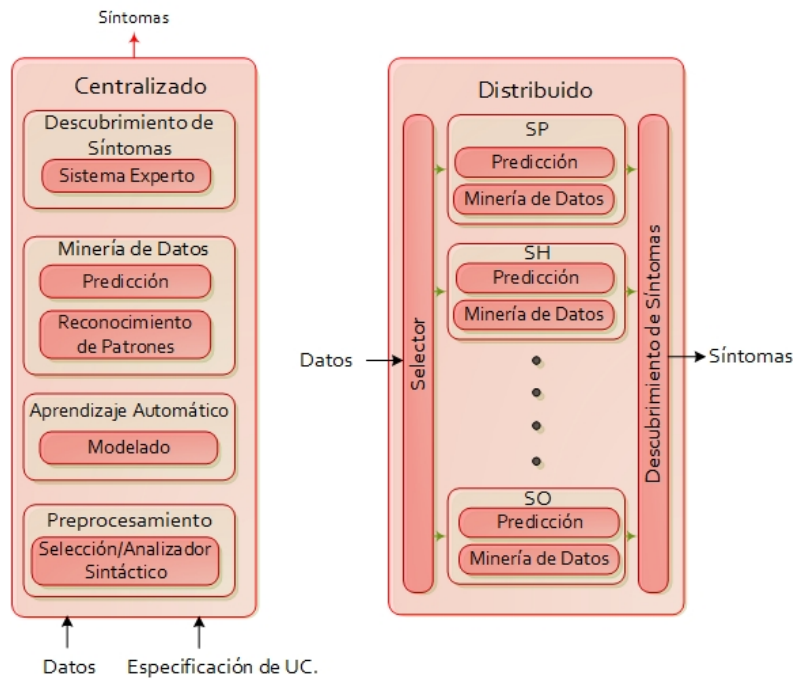 Síntomas
Centralizado
Descubrimiento de
Síntomas
Sistema Experto
Minería de Datos
Predicción
Reconocimiento
de Patrones
Aprendizaje Automático
Modelado
Preprocesamiento
Selección/Analizador
Sintáctico
Datos
Especificación de UC.
Distribuido
Datos
Selector
SP
Predicción
Minería de Datos
SH
Predicción
Minería de Datos
SO
Predicción
Minería de Datos
Descubrimiento de Síntomas
Síntomas